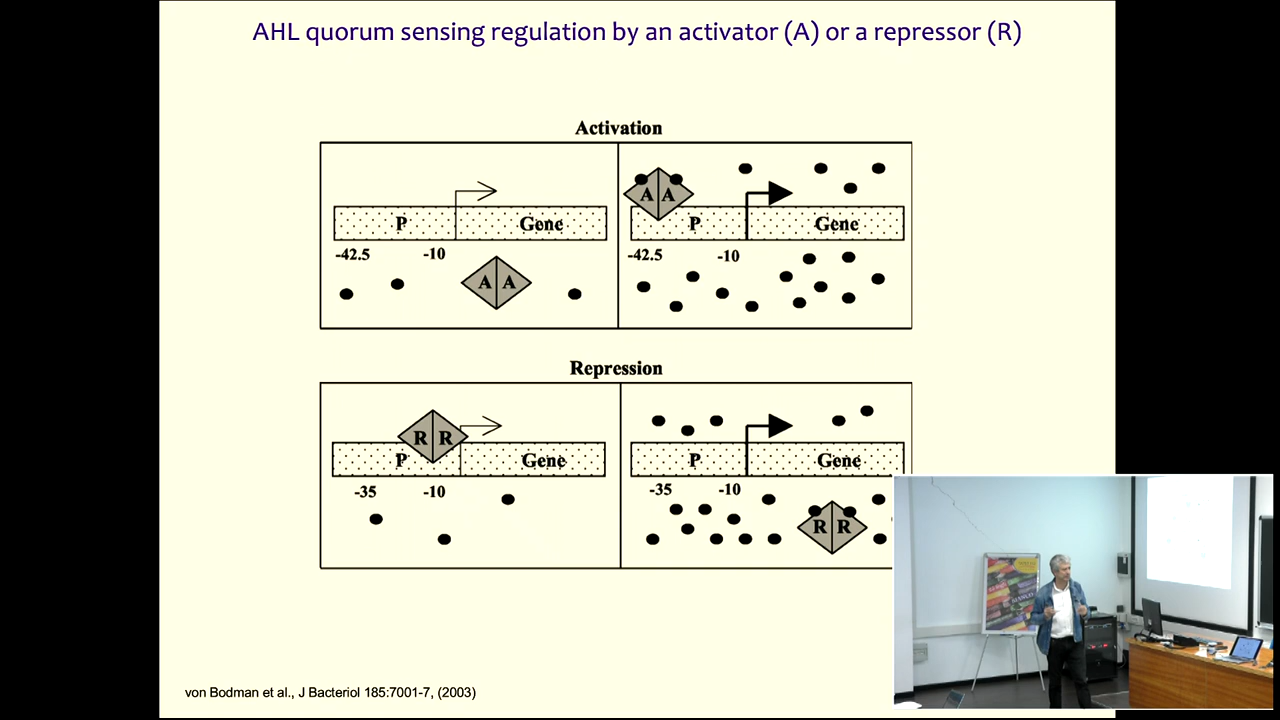 AHL quorum sensing regulation by an activator (A) or a repressor (R)
Activation
A A
P Gene P Gene
-42.5 -10 -42.5 -10
A A
Repression
R R
P Gene P Gene
-35 -10 -35 -10
R R
von Bodman et al., J Bacteriol 185:7001-7, (2003)